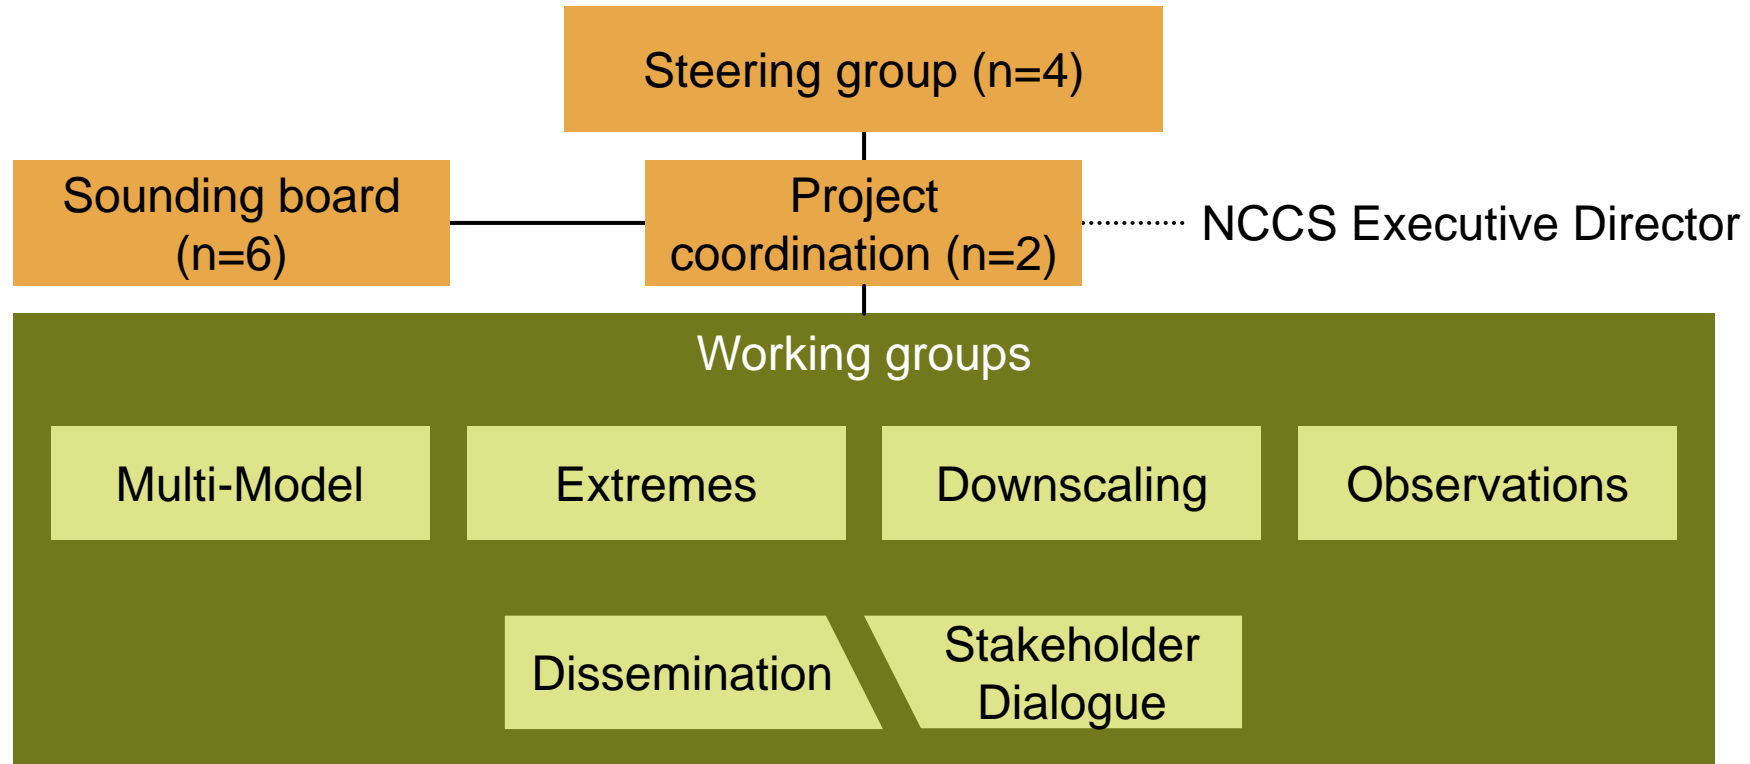 Steering group (n=4)
Sounding board
(n=6)
Project
coordination (n=2)
NCCS Executive Director
Working groups
Multi-Model
Extremes
Downscaling
Observations
Dissemination
Stakeholder
Dialogue